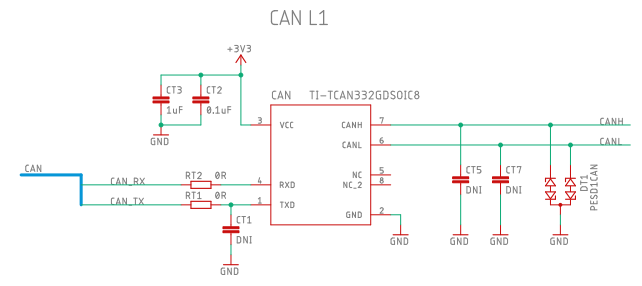 CAN L1
+3V3
CT3
1uF
CT2
0.1uF
GND
CAN
TI-TCAN332GDSOIC8
3
VCC
CANH
7
CANL
6
NC
5
NC_2
8
4
RXD
1
TXD
GND
2
CAN
CAN_RX
RT2
0R
CAN_TX
RT1
0R
CT1
DNI
GND
GND
CANH
CANL
CT5
DNI
CT7
DNI
DT1
PESD1CAN
GND
GND
GND